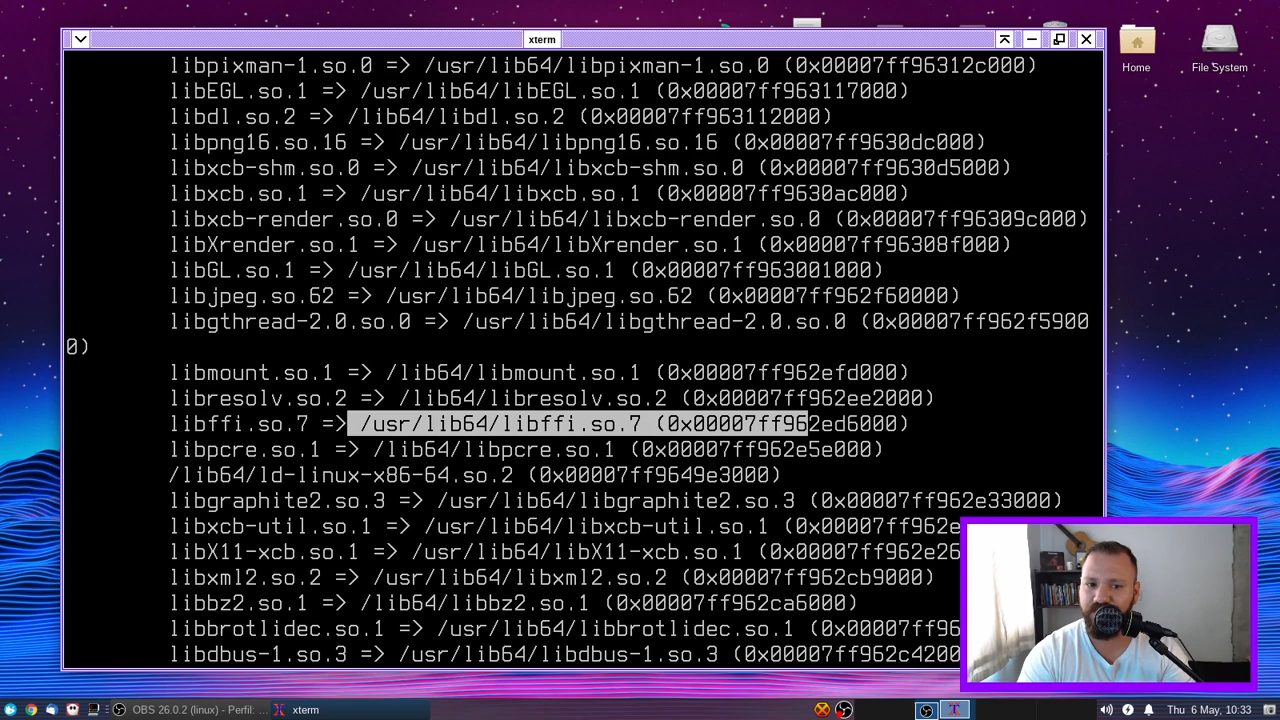 xterm
Home
File System
libpixman-1.so.0 => /usr/lib64/libpixman-1.so.0 (0x00007ff96312c000)
libEGL.so.1 => /usr/lib64/libEGL.so.1 (0x00007ff963117000)
libdl.so.2 => /lib64/libdl.so.2 (0x00007ff963112000)
libpng16.so.16 => /usr/lib64/libpng16.so.16 (0x00007ff9630dc000)
libxcb-shm.so.0 => /usr/lib64/libxcb-shm.so.0 (0x00007ff9630d5000)
libxcb.so.1 => /usr/lib64/libxcb.so.1 (0x00007ff9630ac000)
libxcb-render.so.0 => /usr/lib64/libxcb-render.so.0 (0x00007ff96309c000)
libXrender.so.1 => /usr/lib64/libXrender.so.1 (0x00007ff96308f000)
libGL.so.1 => /usr/lib64/libGL.so.1 (0x00007ff963001000)
libjpeg.so.62 => /usr/lib64/libjpeg.so.62 (0x00007ff962f60000)
libgthread-2.0.so.0 => /usr/lib64/libgthread-2.0.so.0 (0x00007ff962f5900
0)
libmount.so.1 => /lib64/libmount.so.1 (0x00007ff962efd000)
libresolv.so.2 => /lib64/libresolv.so.2 (0x00007ff962ee2000)
libffi.so.7 => /usr/lib64/libffi.so.7 (0x00007ff962ed6000)
libpcre.so.1 => /lib64/libpcre.so.1 (0x00007ff962e5e000)
/lib64/ld-linux-x86-64.so.2 (0x00007ff9649e3000)
libgraphite2.so.3 => /usr/lib64/libgraphite2.so.3 (0x00007ff962e33000)
libxcb-util.so.1 => /usr/lib64/libxcb-util.so.1 (0x00007ff962e
libX11-xcb.so.1 => /usr/lib64/libX11-xcb.so.1 (0x00007ff962e26
libxml2.so.2 => /usr/lib64/libxml2.so.2 (0x00007ff962cb9000)
libbz2.so.1 => /lib64/libbz2.so.1 (0x00007ff962ca6000)
libbrotlidec.so.1 => /usr/lib64/libbrotlidec.so.1 (0x00007ff96
libdbus-1.so.3 => /usr/lib64/libdbus-1.so.3 (0x00007ff962c4200
OBS 26.0.2 (linux) - Perfil: ...
xterm
Thu 6 May, 10:33